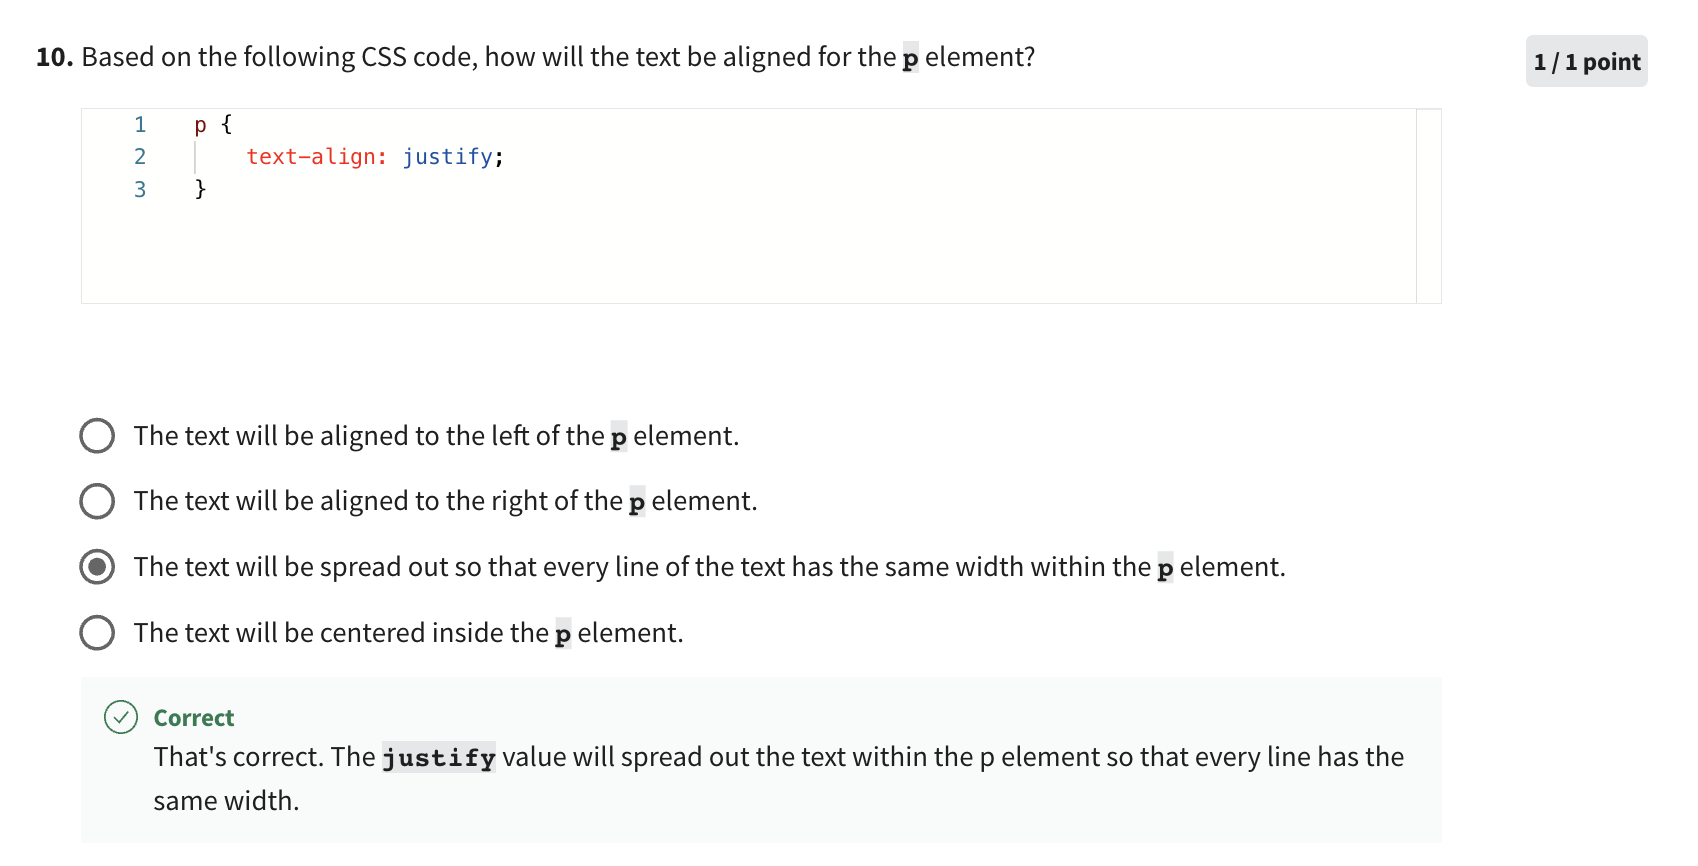 10. Based on the following CSS code, how will the text be aligned for the p element?
1 / 1 point
1 p {
2     text-align: justify;
3 }
The text will be aligned to the left of the p element.
The text will be aligned to the right of the p element.
The text will be spread out so that every line of the text has the same width within the p element.
The text will be centered inside the p element.
Correct
That's correct. The justify value will spread out the text within the p element so that every line has the
same width.